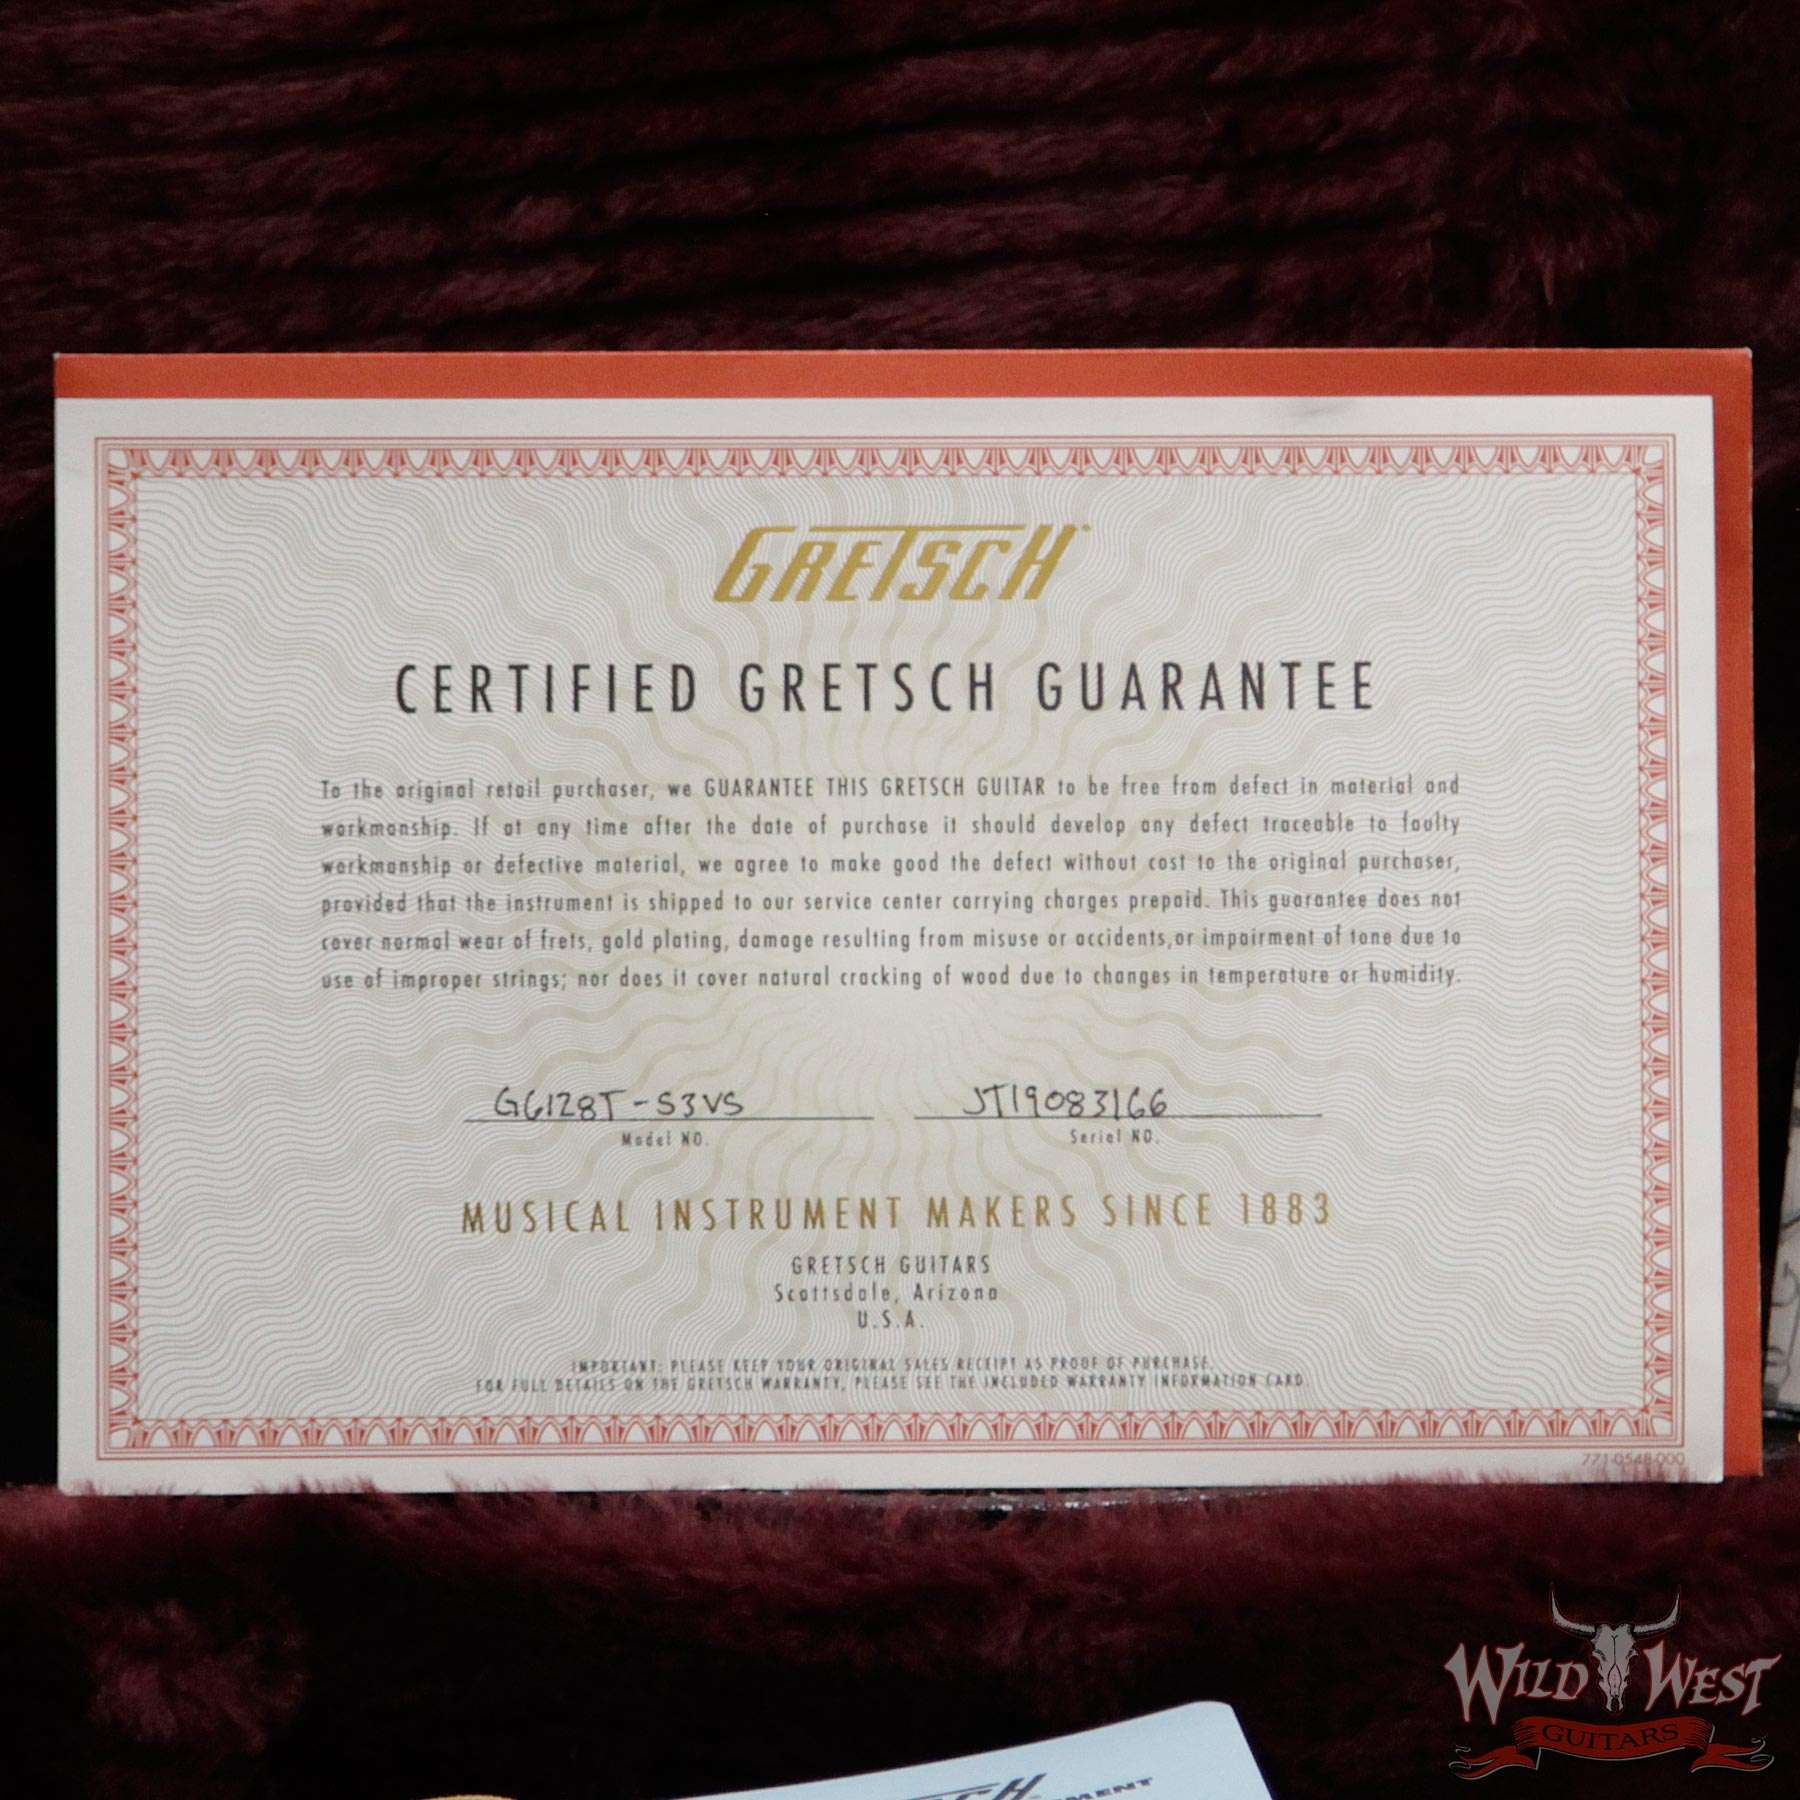 GRETSCH
CERTIFIED GRETSCH GUARANTEE
To the original retail purchaser, we GUARANTEE THIS GRETSCH GUITAR to be free from defect in material and
workmanship. If at any time after the date of purchase it should develop any defect traceable to faulty
workmanship or defective material, we agree to make good the defect without cost to the original purchaser,
provided that the instrument is shipped to our service center carrying charges prepaid. This guarantee does not
cover normal wear of frets, gold plating, damage resulting from misuse or accidents,or impairment of tone due to
use of improper strings; nor does it cover natural cracking of wood due to changes in temperature or humidity.
G6128T-S3VS JT19083166
Model NO. Serial NO.
MUSICAL INSTRUMENT MAKERS SINCE 1883
GRETSCH GUITARS
Scottsdale, Arizona
U.S.A.
IMPORTANT: PLEASE KEEP YOUR ORIGINAL SALES RECEIPT AS PROOF OF PURCHASE.
FOR FULL DETAILS ON THE GRETSCH WARRANTY, PLEASE SEE THE INCLUDED WARRANTY INFORMATION CARD.
771-0548-000
WILD WEST
GUITARS